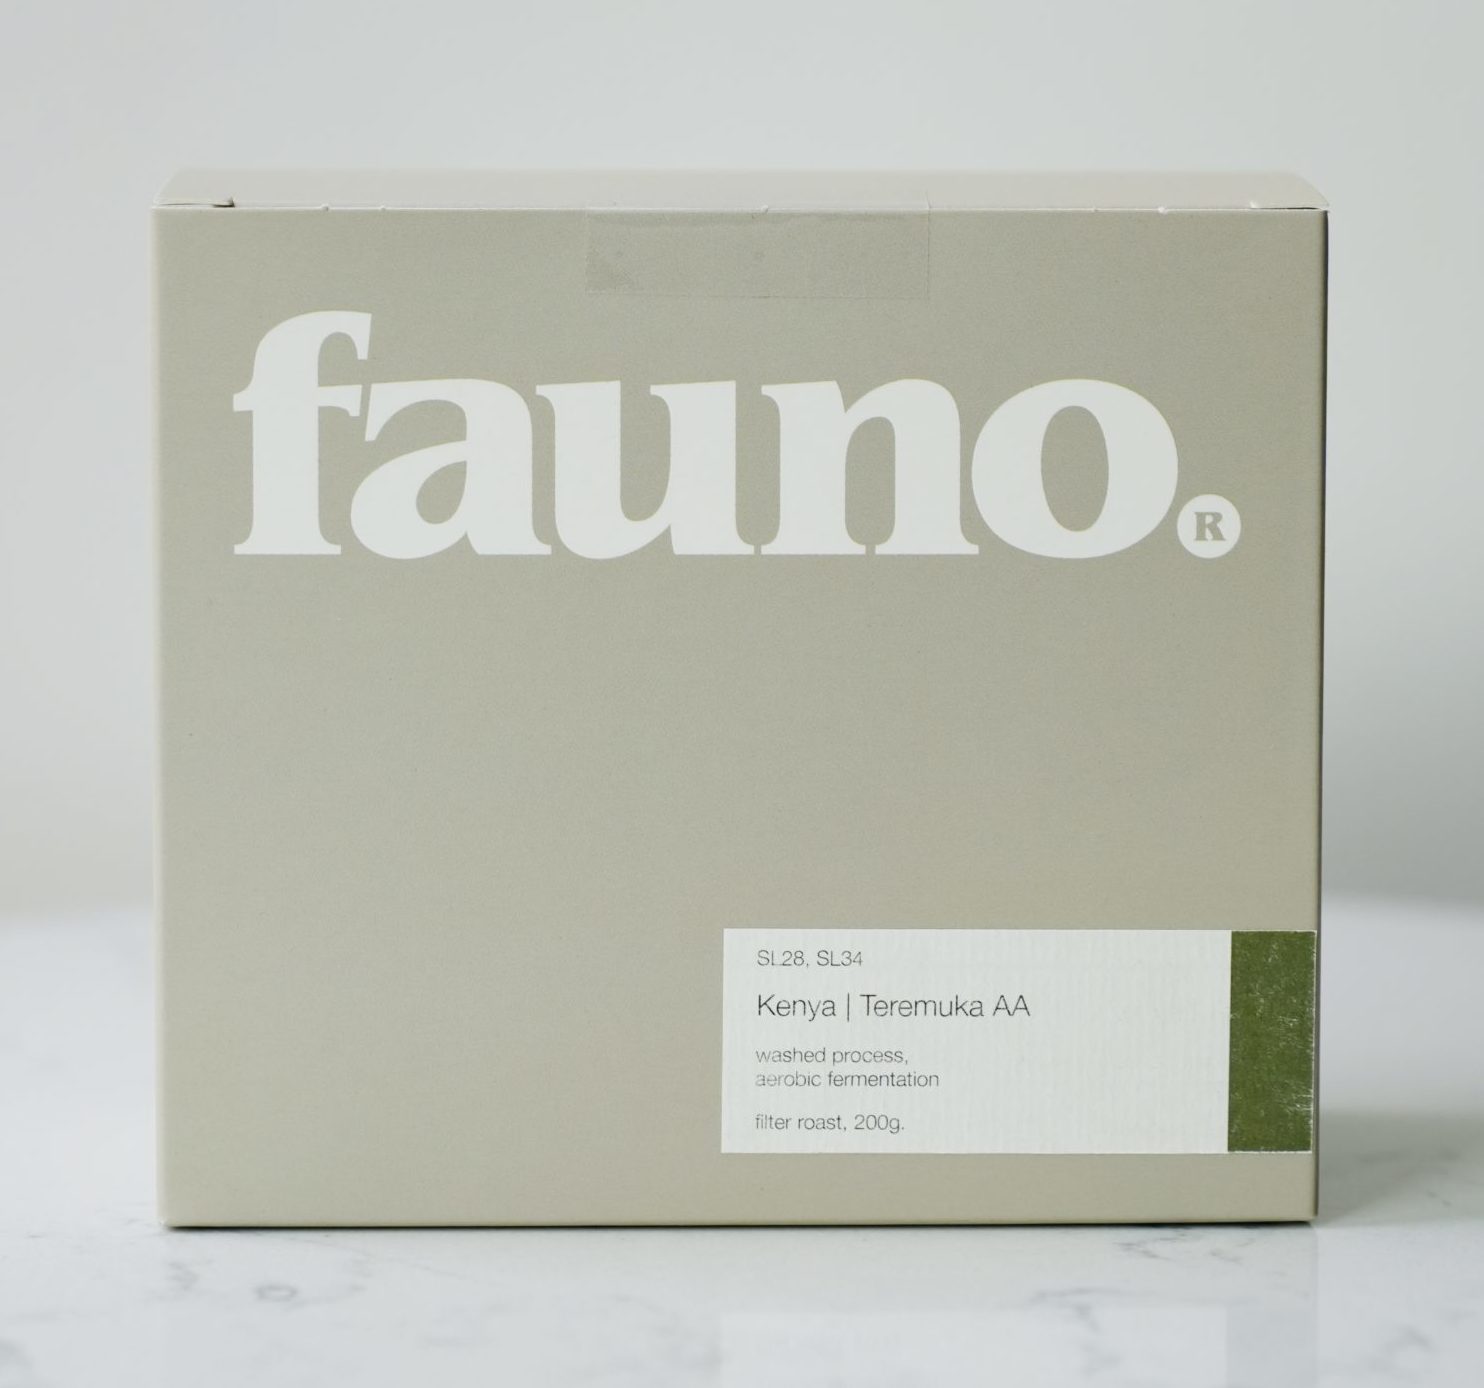 fauno.®
SL28, SL34
Kenya | Teremuka AA
washed process,
aerobic fermentation
filter roast, 200g.